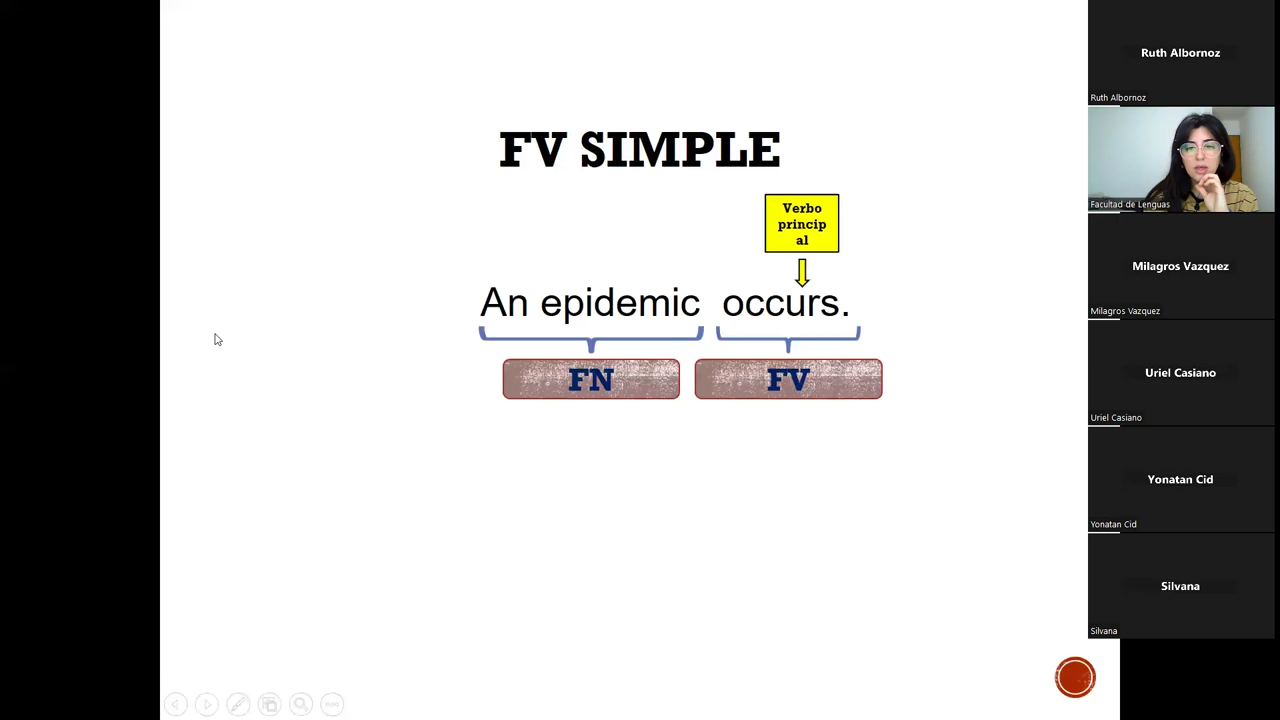 FV SIMPLE
Verbo
princip
al
An epidemic occurs.
FN
FV
Ruth Albornoz
Ruth Albornoz
Facultad de Lenguas
Milagros Vazquez
Milagros Vazquez
Uriel Casiano
Uriel Casiano
Yonatan Cid
Yonatan Cid
Silvana
Silvana